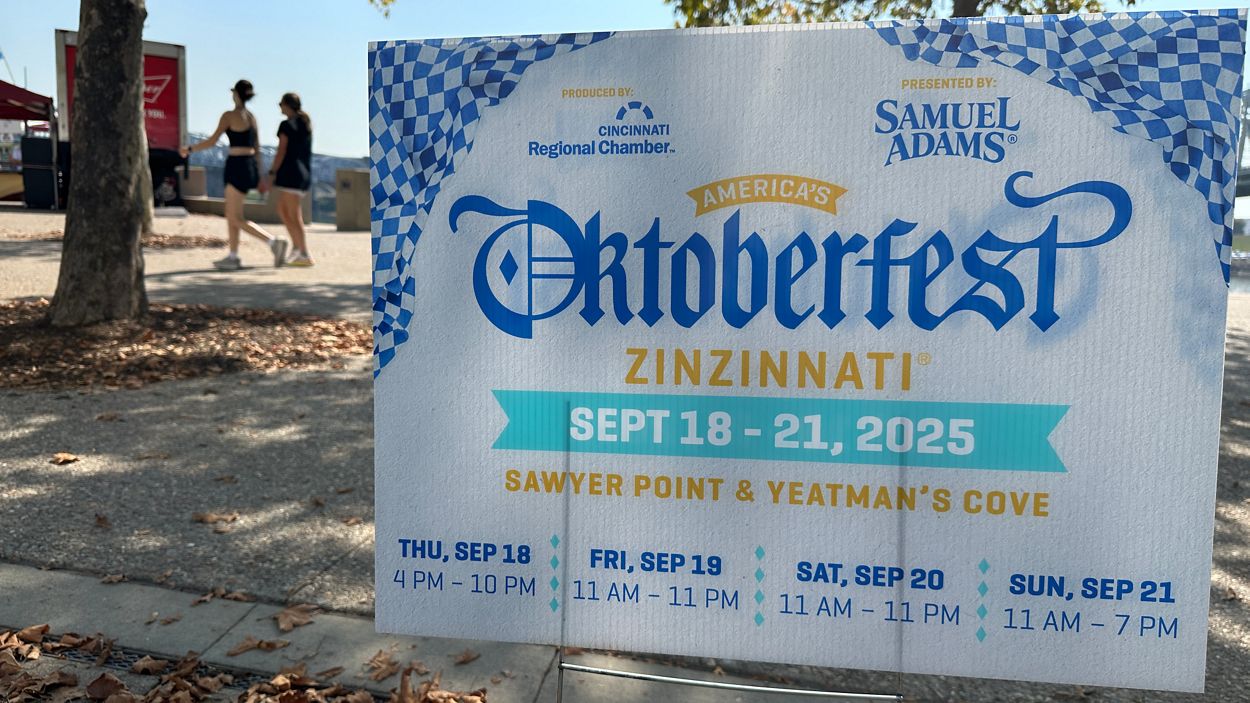 PRODUCED BY:
CINCINNATI
Regional Chamber™
PRESENTED BY:
SAMUEL
ADAMS®
AMERICA'S
Oktoberfest
ZINZINNATI®
SEPT 18 - 21, 2025
SAWYER POINT & YEATMAN'S COVE
THU, SEP 18
4 PM – 10 PM
FRI, SEP 19
11 AM – 11 PM
SAT, SEP 20
11 AM – 11 PM
SUN, SEP 21
11 AM – 7 PM